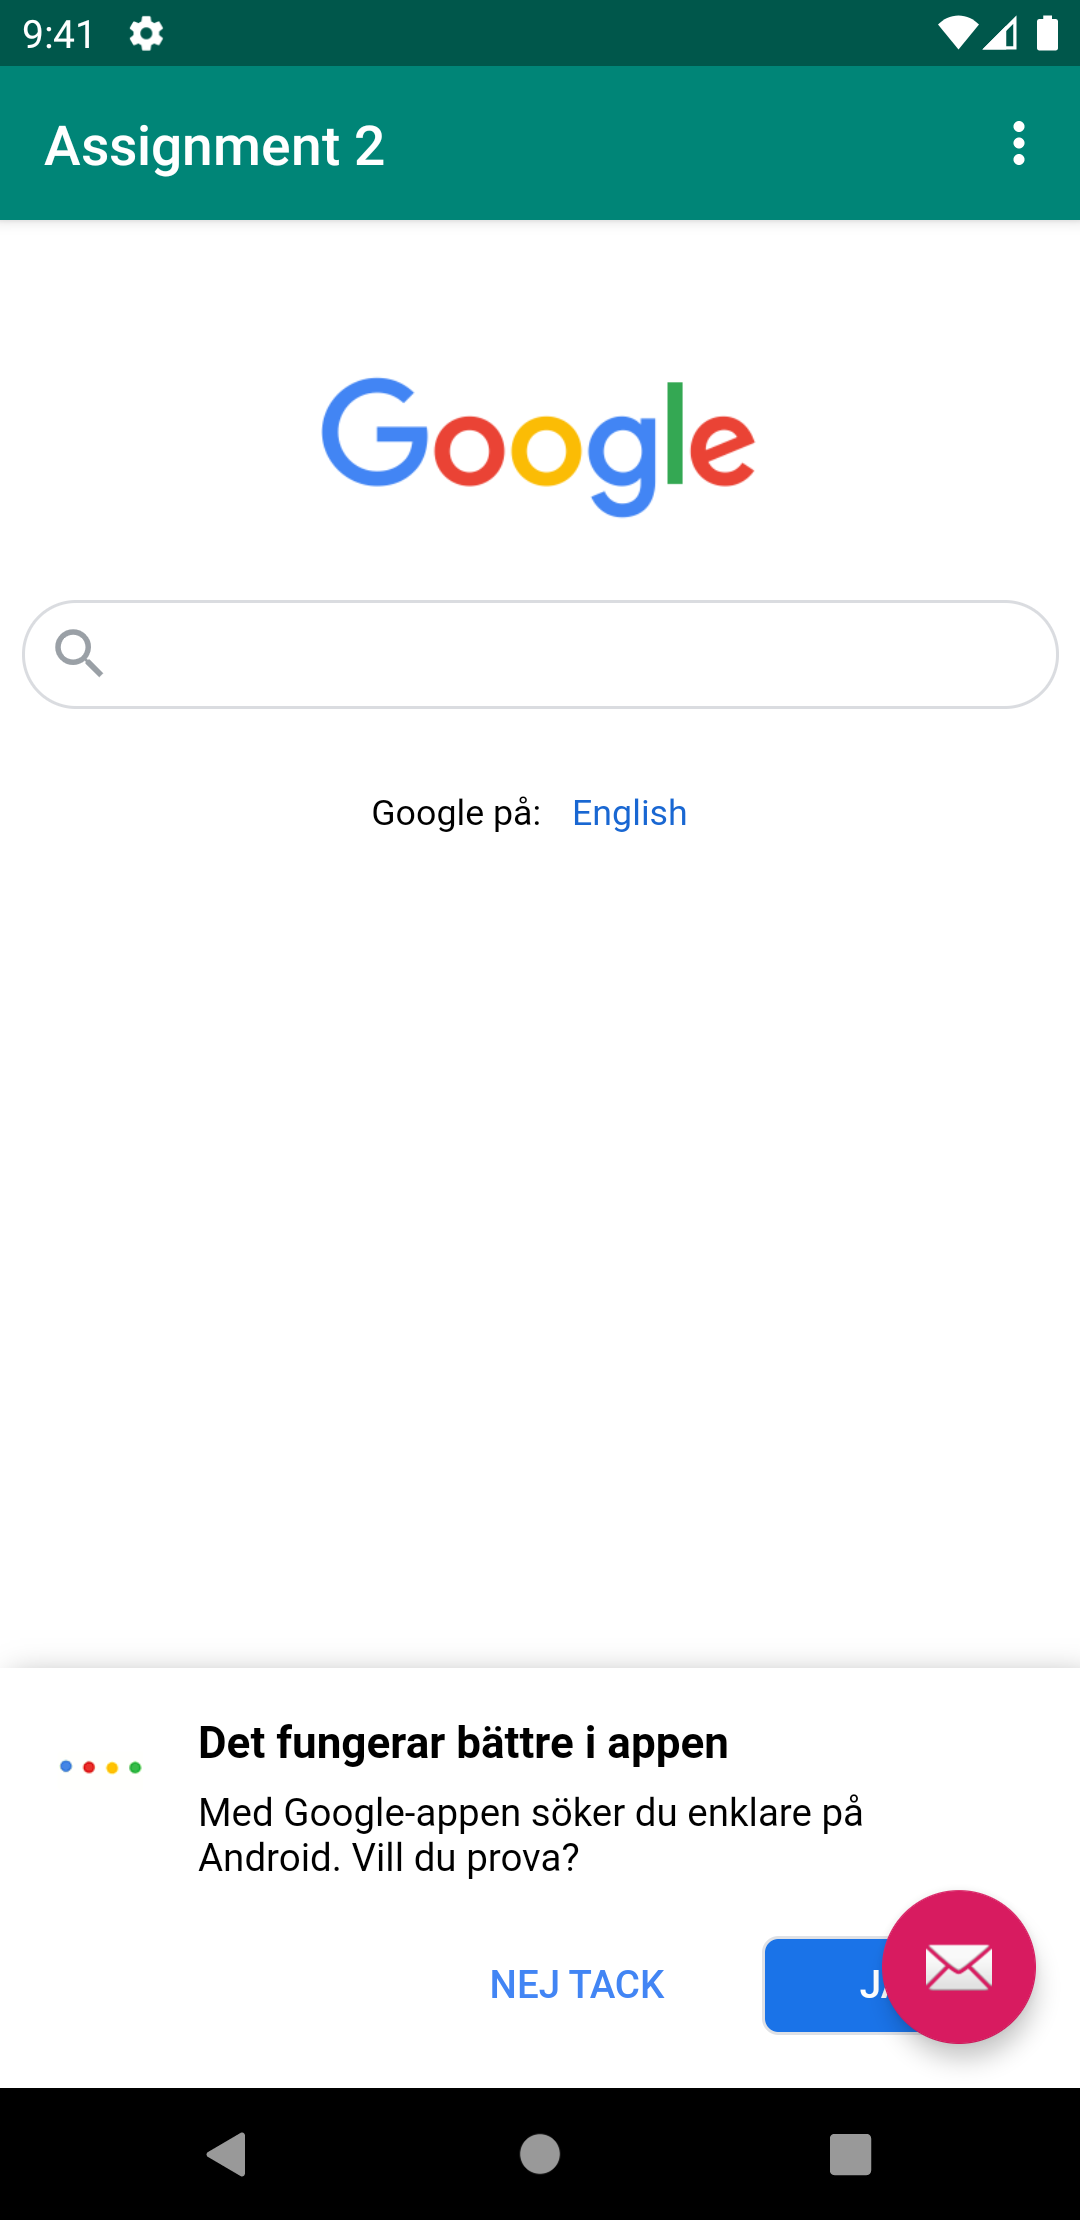 9:41
Assignment 2
Google
Google på: English
Det fungerar bättre i appen
Med Google-appen söker du enklare på
Android. Vill du prova?
NEJ TACK